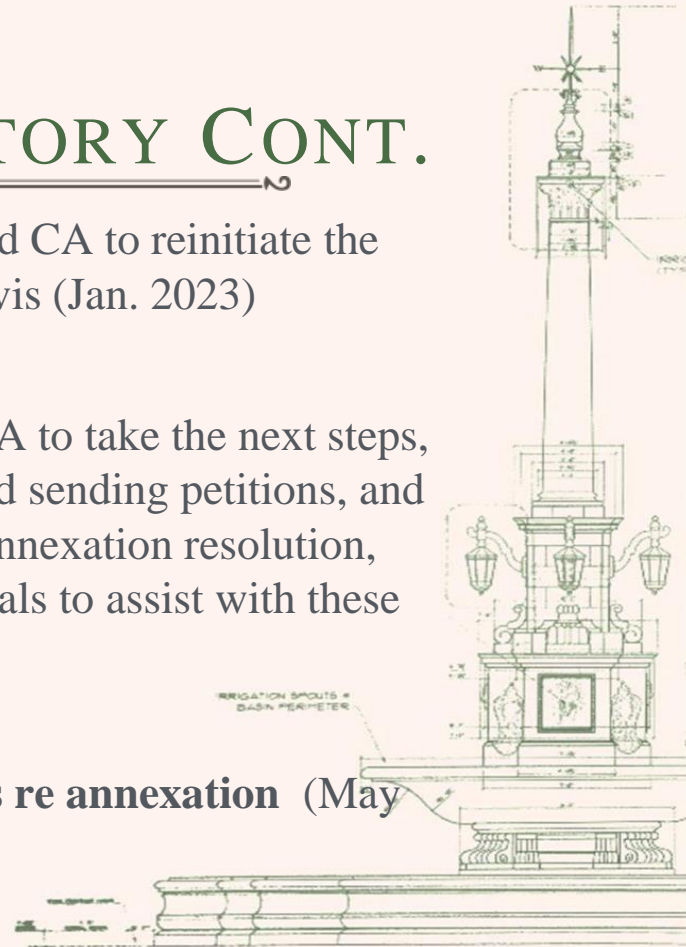 TORY CONT.
d CA to reinitiate the
vis (Jan. 2023)
A to take the next steps,
d sending petitions, and
nnexation resolution,
als to assist with these
IRRIGATION SPOUTS @
BASIN PERIMETER
s re annexation (May